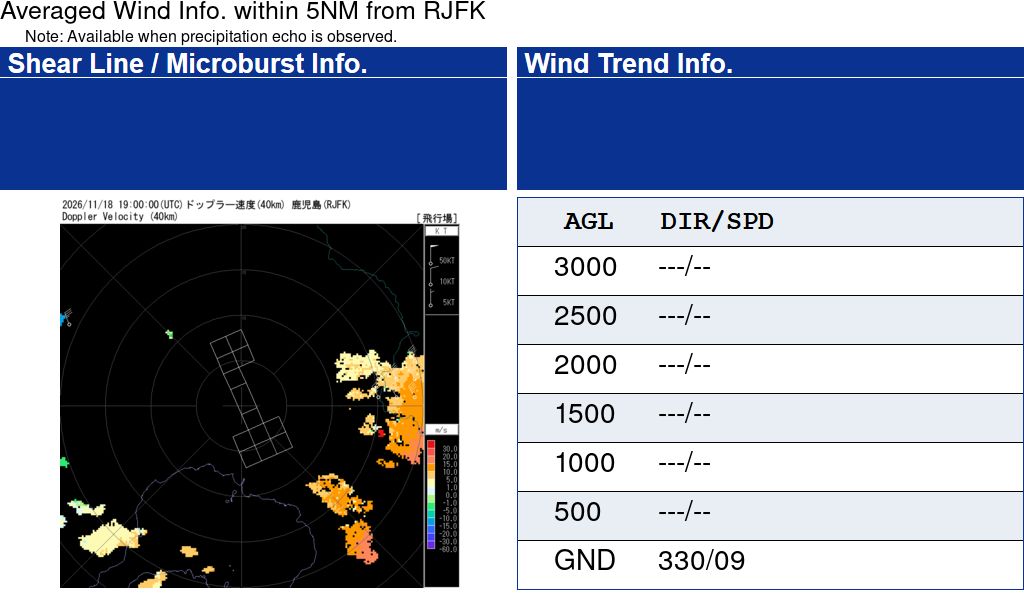 Averaged Wind Info. within 5NM from RJFK
Note: Available when precipitation echo is observed.
Shear Line / Microburst Info.
Wind Trend Info.
2026/11/18 19:00:00(UTC) ドップラー速度(40km) 鹿児島(RJFK)
Doppler Velocity (40km)
[飛行場]
K T
50KT
10KT
5KT
m/s
30.0
20.0
15.0
10.0
5.0
1.0
0.0
-1.0
-5.0
-10.0
-15.0
-20.0
-30.0
-60.0
AGL DIR/SPD
3000 ---/--
2500 ---/--
2000 ---/--
1500 ---/--
1000 ---/--
500 ---/--
GND 330/09